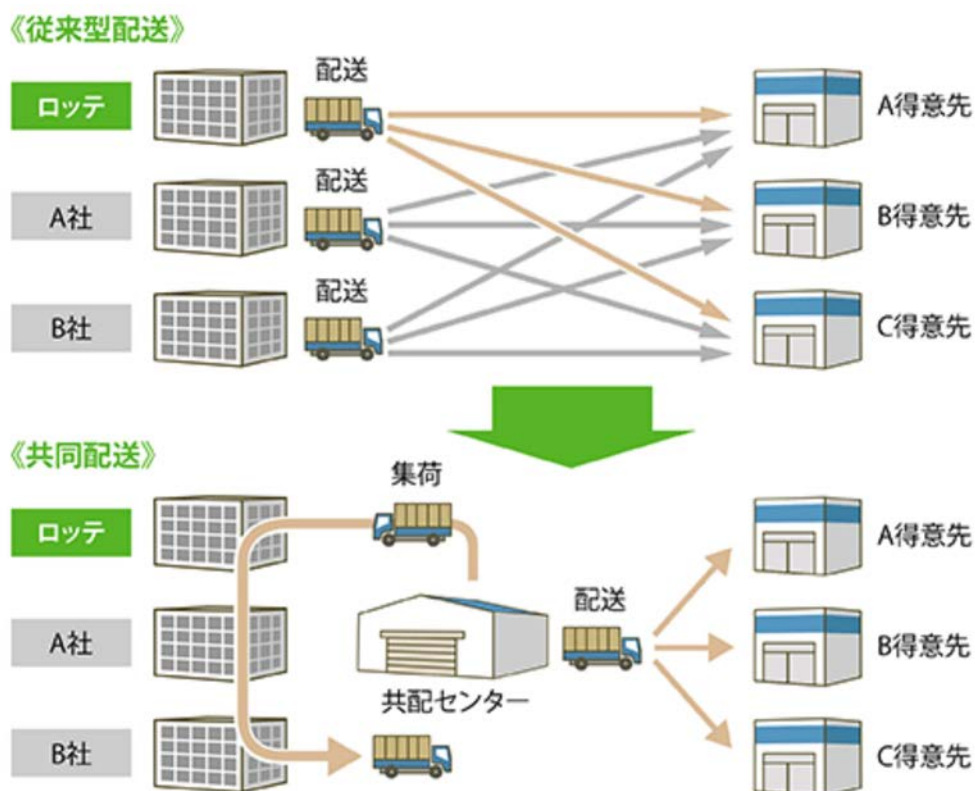 《従来型配送》
配送
ロッテ
A得意先
配送
A社
B得意先
配送
B社
C得意先
《共同配送》
集荷
ロッテ
A得意先
配送
A社
B得意先
共配センター
B社
C得意先